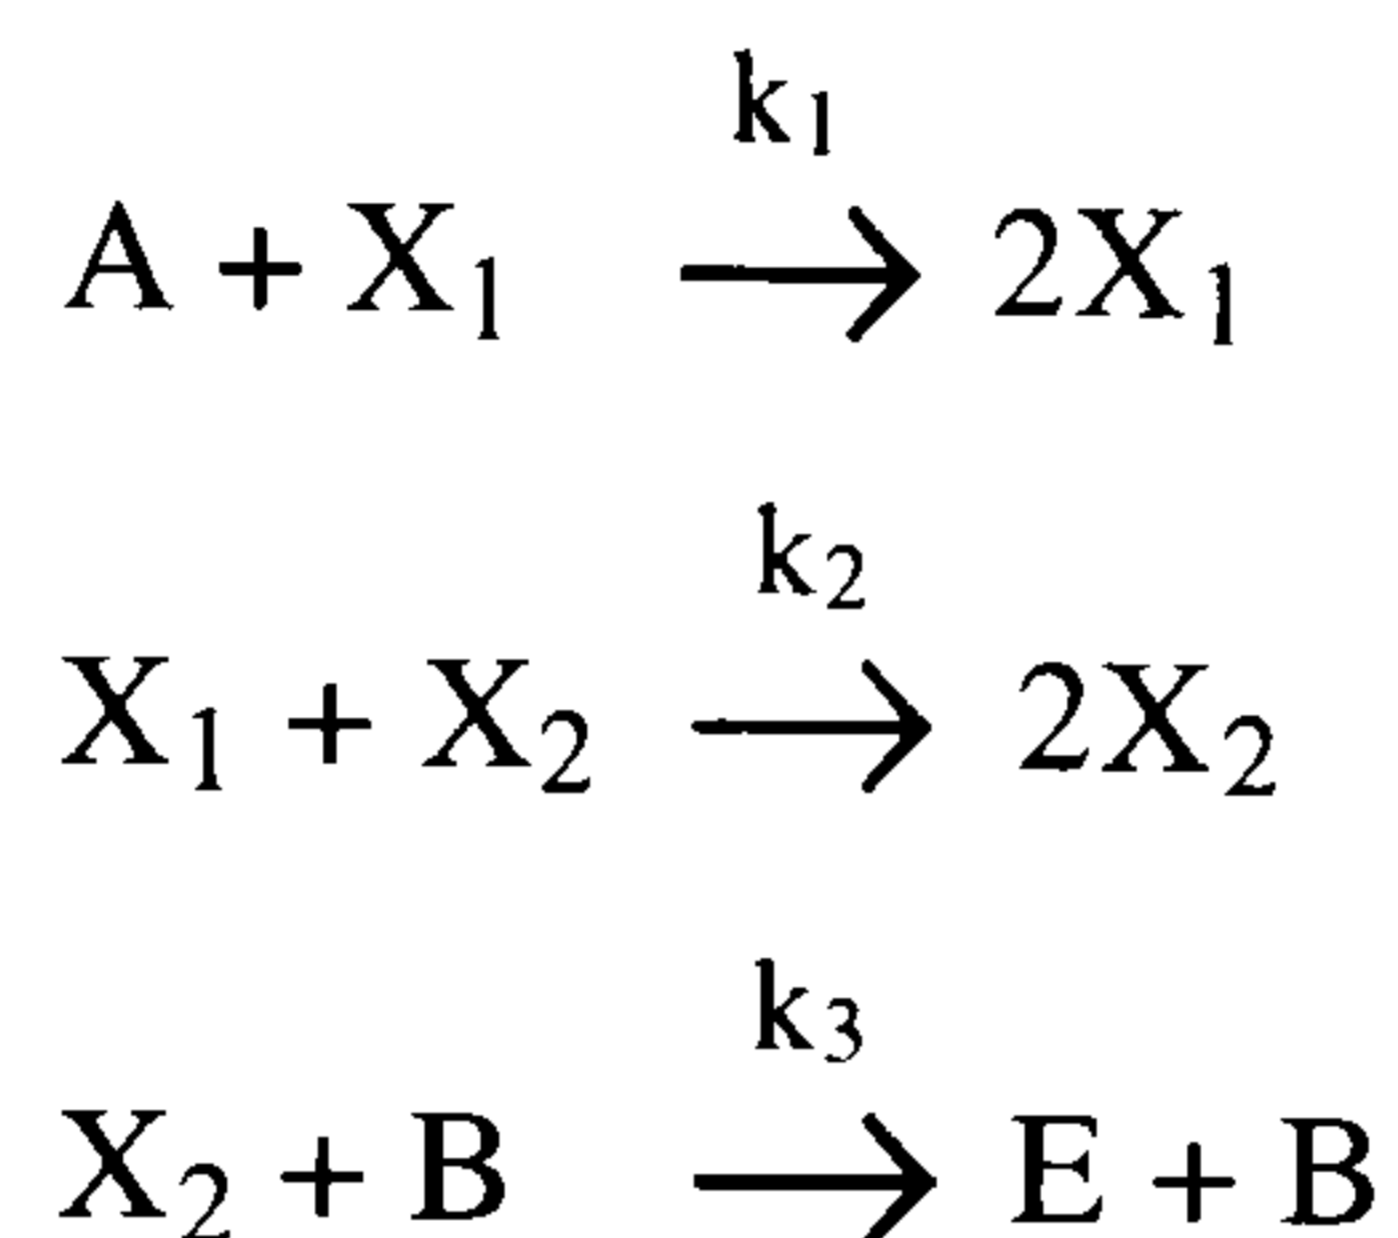 k₁
A + X₁ → 2X₁
k₂
X₁ + X₂ → 2X₂
k₃
X₂ + B → E + B